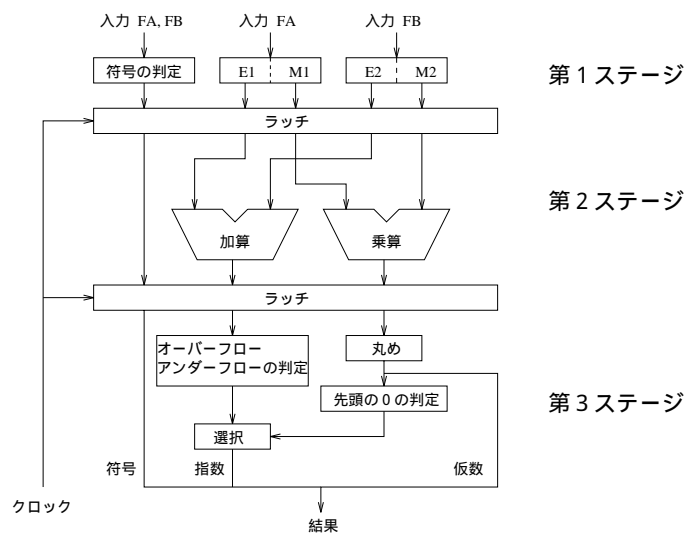 入力 FA, FB
入力 FA
入力 FB
符号の判定
E1
M1
E2
M2
第1ステージ
ラッチ
第2ステージ
加算
乗算
ラッチ
オーバーフロー
アンダーフローの判定
丸め
先頭の0の判定
第3ステージ
選択
符号
指数
仮数
クロック
結果